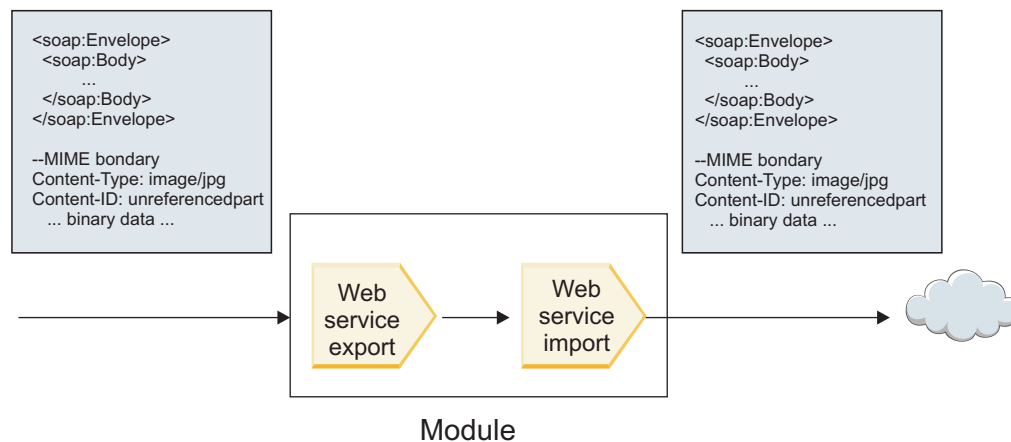 <soap:Envelope>
<soap:Body>
...
</soap:Body>
</soap:Envelope>
--MIME bondary
Content-Type: image/jpg
Content-ID: unreferencedpart
... binary data ...
<soap:Envelope>
<soap:Body>
...
</soap:Body>
</soap:Envelope>
--MIME bondary
Content-Type: image/jpg
Content-ID: unreferencedpart
... binary data ...
Web
service
export
Web
service
import
Module